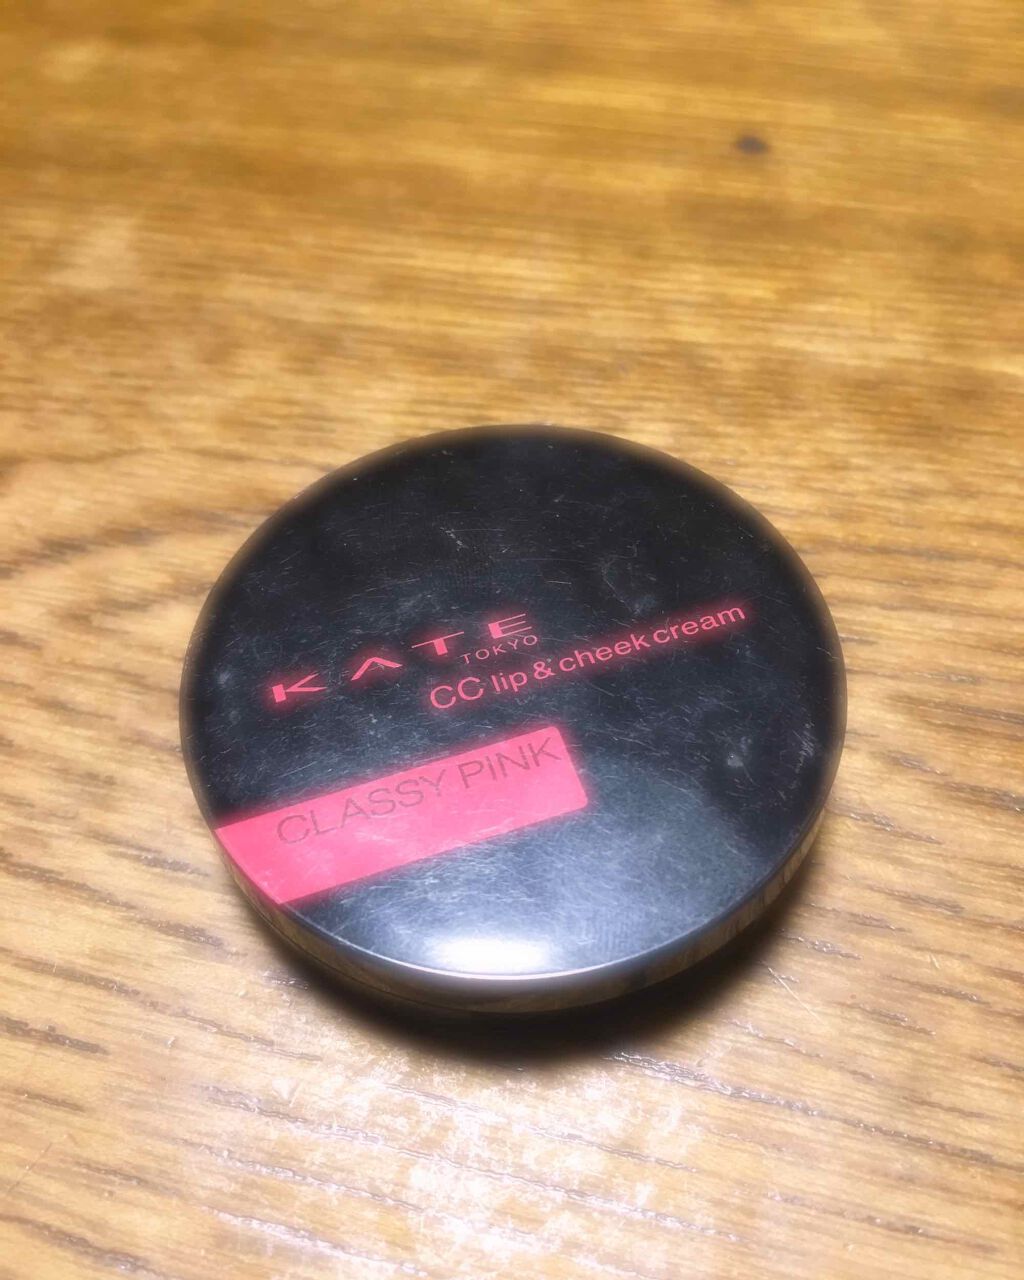 KATE
TOKYO
CC lip & cheek cream
CLASSY PINK